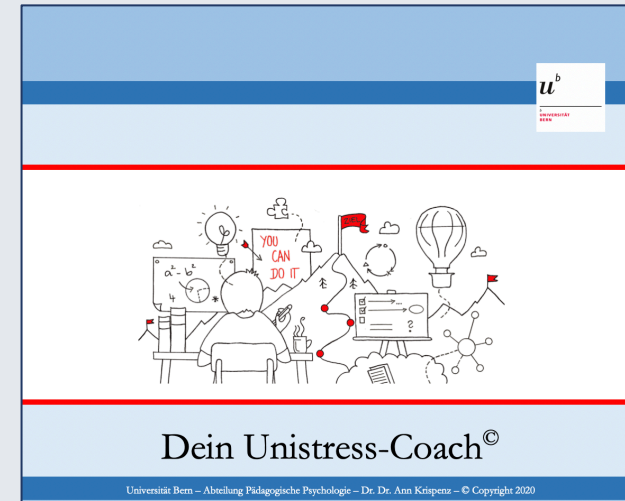 u^b
b
UNIVERSITÄT
BERN
YOU
CAN
DO IT
a² - b²
4
*
?
Dein Unistress-Coach©
Universität Bern – Abteilung Pädagogische Psychologie – Dr. Dr. Ann Krispenz – © Copyright 2020